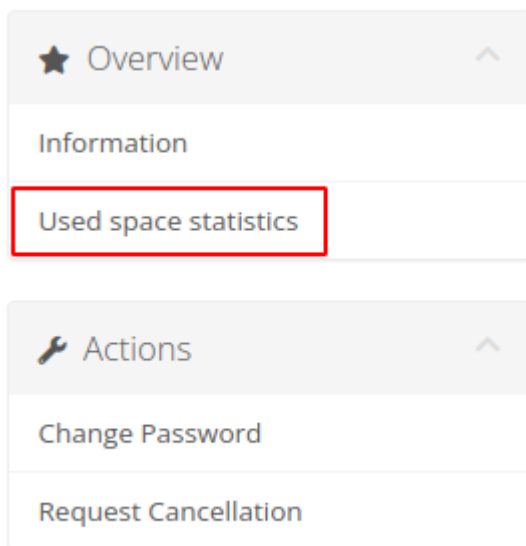 Overview
Information
Used space statistics
Actions
Change Password
Request Cancellation